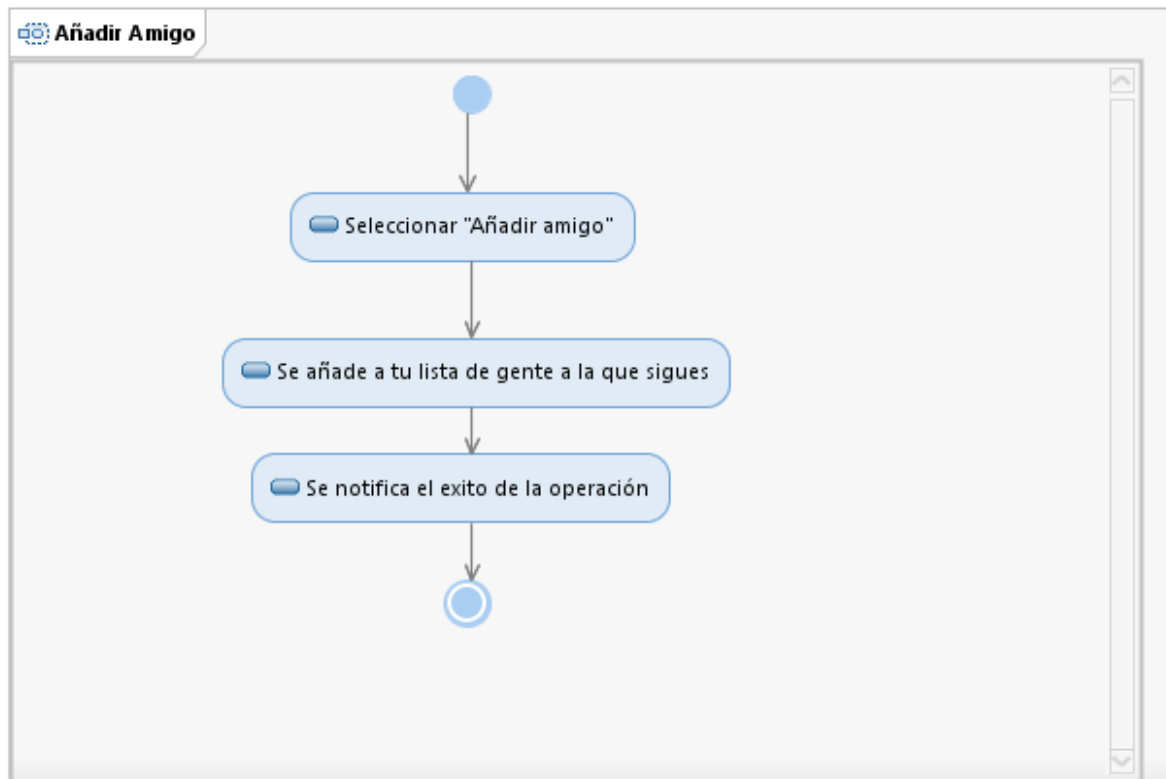 Añadir Amigo
Seleccionar "Añadir amigo"
Se añade a tu lista de gente a la que sigues
Se notifica el exito de la operación